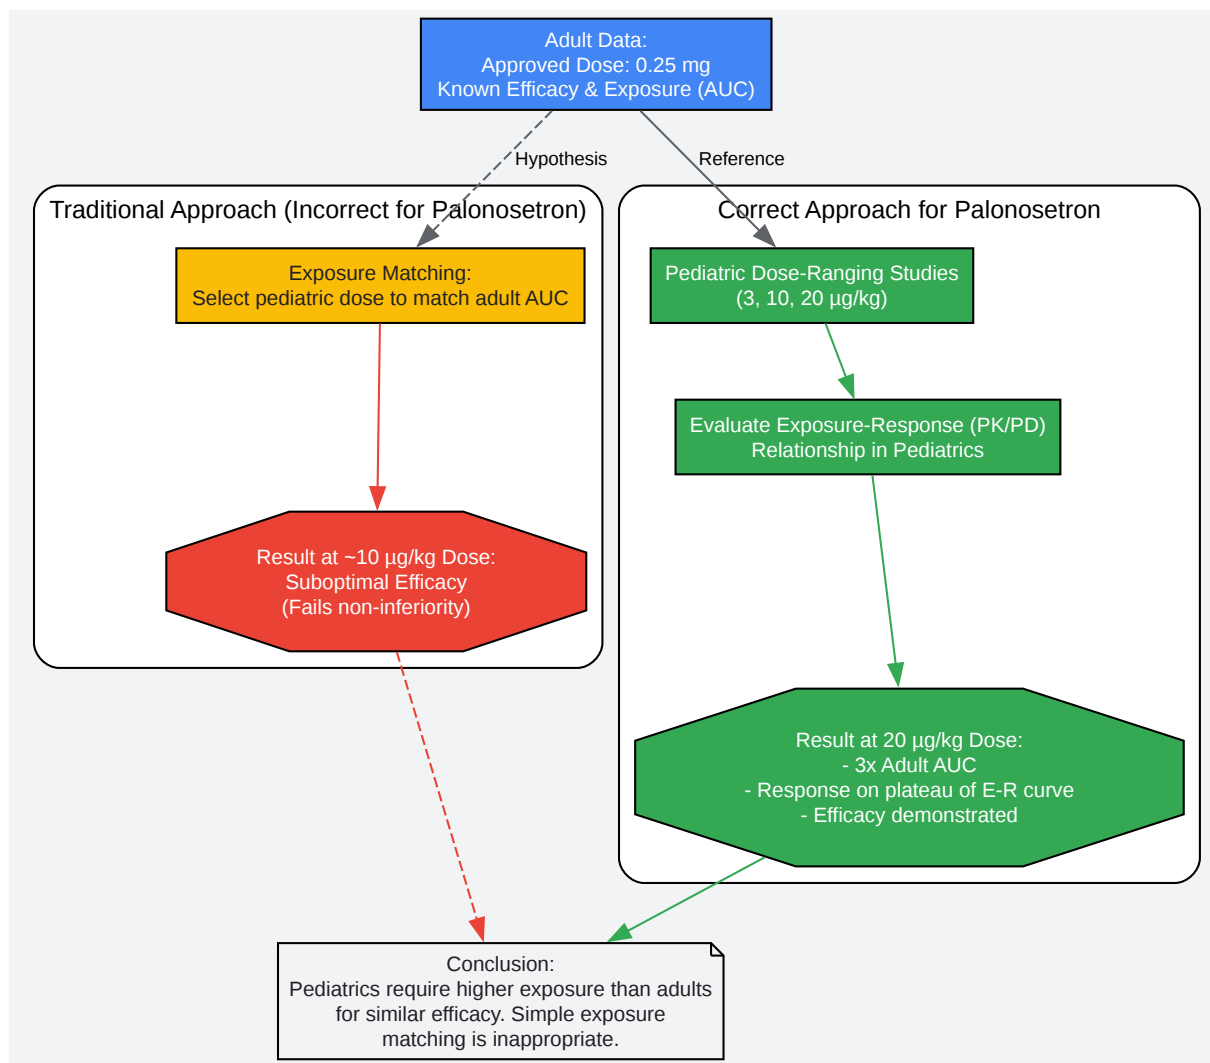 Adult Data:
Approved Dose: 0.25 mg
Known Efficacy & Exposure (AUC)
Hypothesis
Reference
Traditional Approach (Incorrect for Palonosetron)
Exposure Matching:
Select pediatric dose to match adult AUC
Result at ~10 µg/kg Dose:
Suboptimal Efficacy
(Fails non-inferiority)
Correct Approach for Palonosetron
Pediatric Dose-Ranging Studies
(3, 10, 20 µg/kg)
Evaluate Exposure-Response (PK/PD)
Relationship in Pediatrics
Result at 20 µg/kg Dose:
- 3x Adult AUC
- Response on plateau of E-R curve
- Efficacy demonstrated
Conclusion:
Pediatrics require higher exposure than adults
for similar efficacy. Simple exposure
matching is inappropriate.